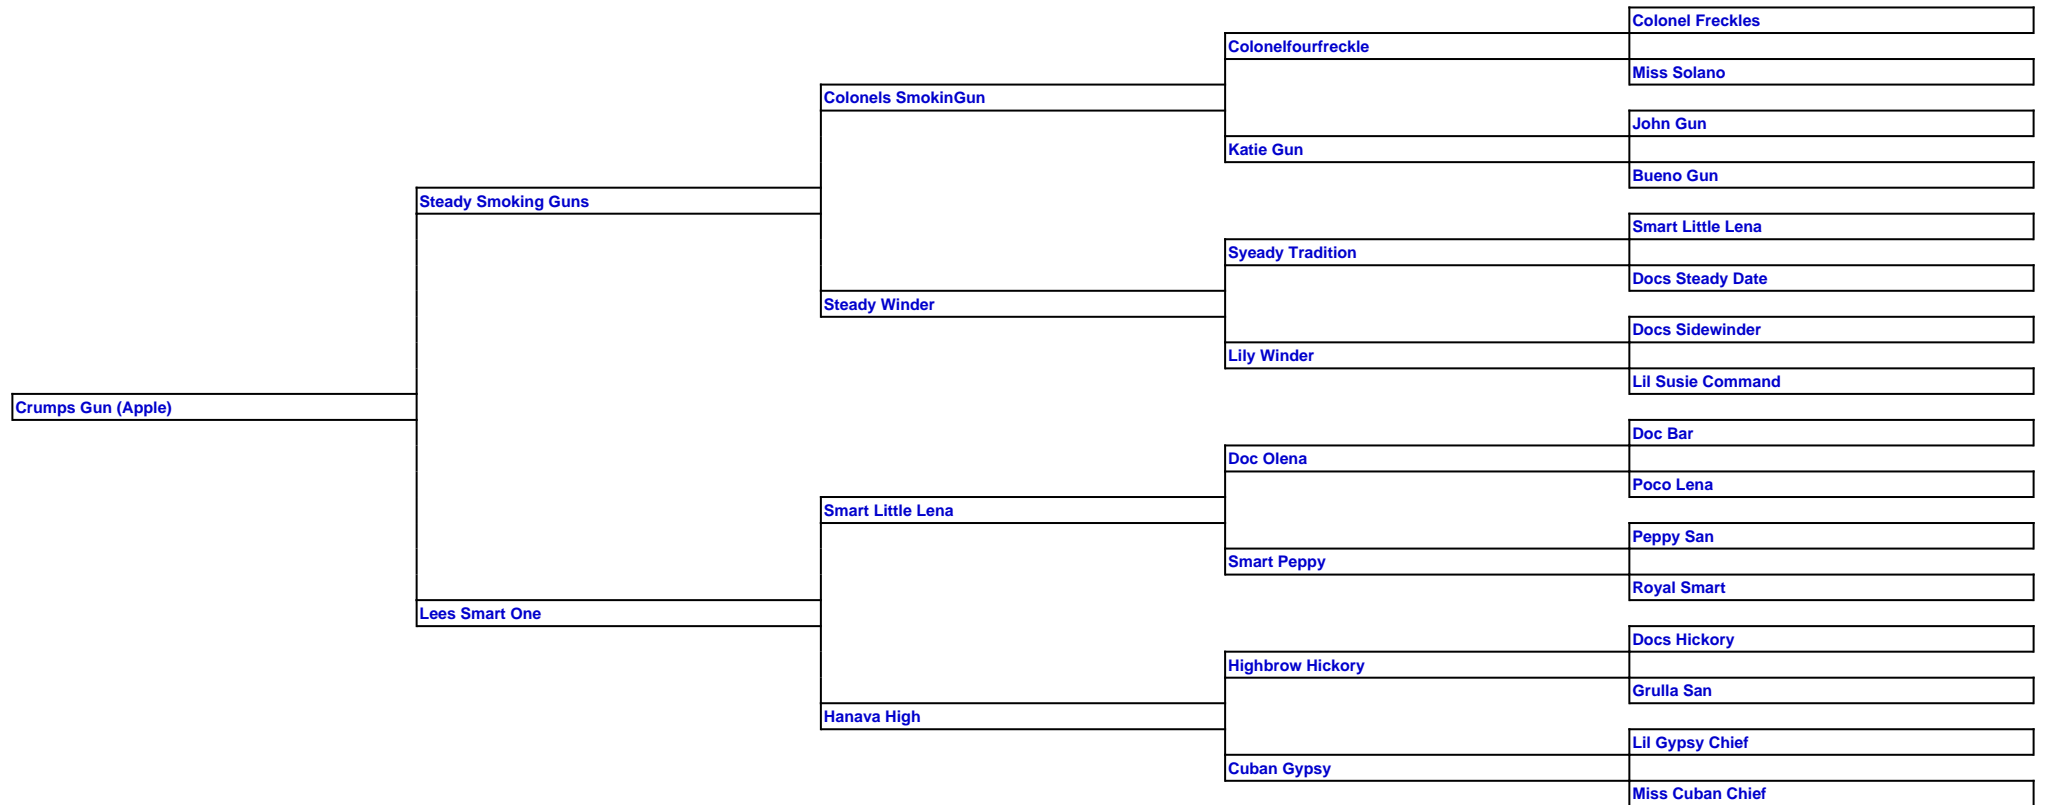 Colonel Freckles
Colonelfourfreckle
Miss Solano
Colonels SmokinGun
John Gun
Katie Gun
Bueno Gun
Steady Smoking Guns
Smart Little Lena
Syeady Tradition
Docs Steady Date
Steady Winder
Docs Sidewinder
Lily Winder
Lil Susie Command
Crumps Gun (Apple)
Doc Bar
Doc Olena
Poco Lena
Smart Little Lena
Peppy San
Smart Peppy
Royal Smart
Lees Smart One
Docs Hickory
Highbrow Hickory
Grulla San
Hanava High
Lil Gypsy Chief
Cuban Gypsy
Miss Cuban Chief